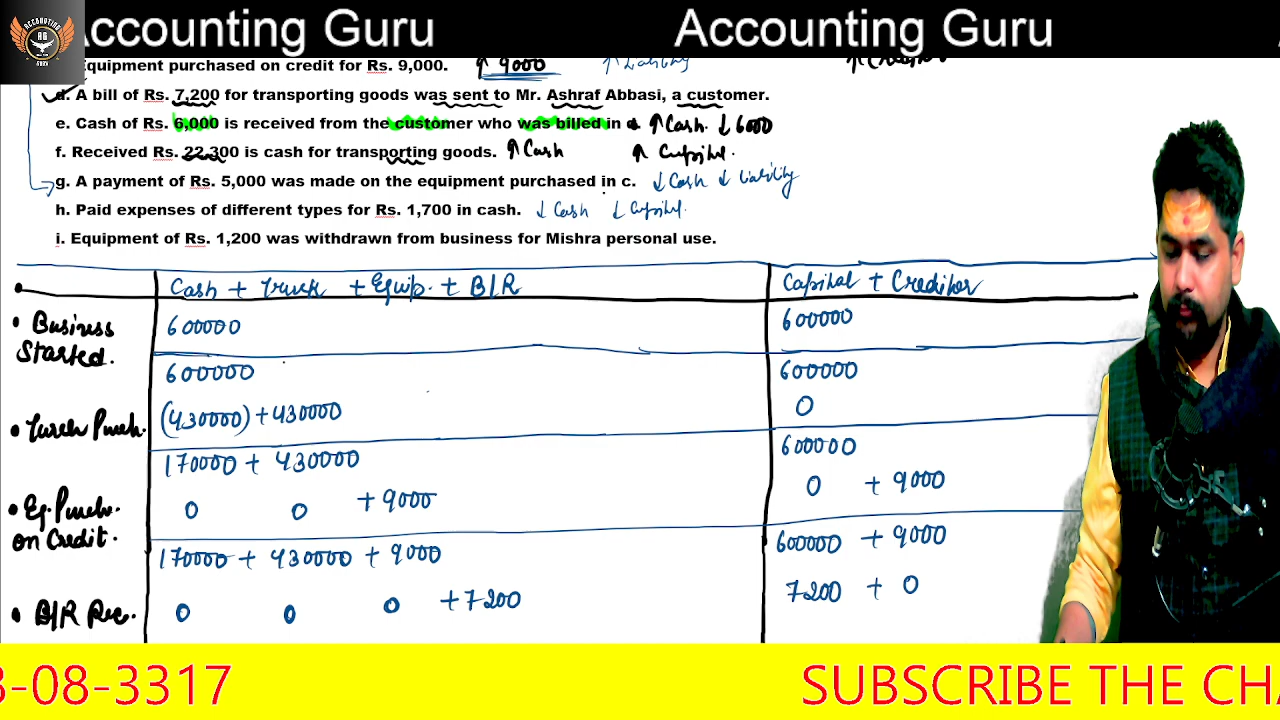 Accounting Guru Accounting Guru
ACCOUNTING
AG
GURU
Equipment purchased on credit for Rs. 9,000. ↑ 9000 ↑ Liability
d. A bill of Rs. 7,200 for transporting goods was sent to Mr. Ashraf Abbasi, a customer.
e. Cash of Rs. 6,000 is received from the customer who was billed in ↑ Cash. ↓ 6000
f. Received Rs. 22,300 is cash for transporting goods. ↑ Cash ↑ Capital.
g. A payment of Rs. 5,000 was made on the equipment purchased in c. ↓ Cash ↓ Liability
h. Paid expenses of different types for Rs. 1,700 in cash. ↓ Cash ↓ Capital.
i. Equipment of Rs. 1,200 was withdrawn from business for Mishra personal use.
Cash + Truck + Equip. + B/R Capital + Creditor
• Business 600000 600000
Started.
600000 600000
• Truck Purch. (430000) + 430000 0
170000 + 430000 600000
• Eq. Purch. 0 0 + 9000 0 + 9000
on Credit.
170000 + 430000 + 9000 600000 + 9000
• B/R Rec. 0 0 0 + 7200 7200 + 0
3-08-3317 SUBSCRIBE THE CHA